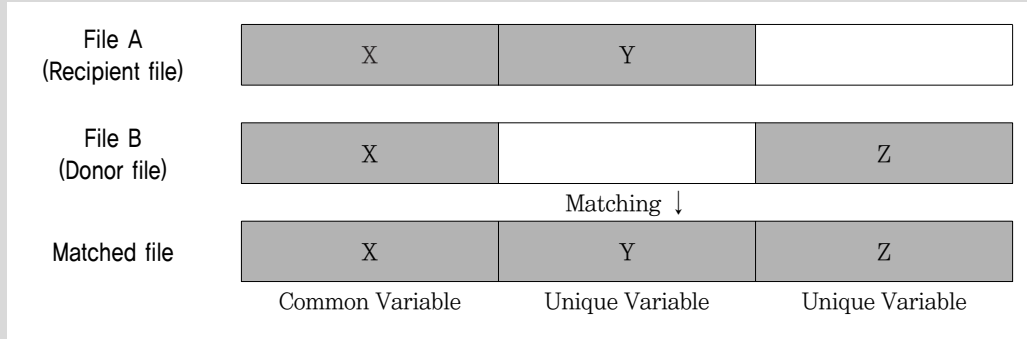 File A
(Recipient file)
X
Y
File B
(Donor file)
X
Z
Matching ↓
Matched file
X
Y
Z
Common Variable
Unique Variable
Unique Variable